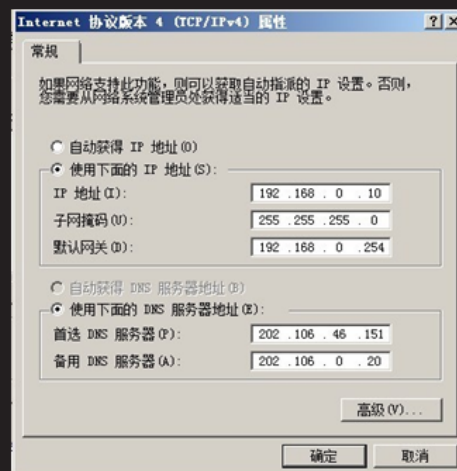 Internet 协议版本 4 (TCP/IPv4) 属性
常规
如果网络支持此功能，则可以获取自动指派的 IP 设置。否则，
您需要从网络系统管理员处获得适当的 IP 设置。
自动获得 IP 地址(O)
使用下面的 IP 地址(S):
IP 地址(I): 192 .168 . 0 . 10
子网掩码(U): 255 .255 .255 . 0
默认网关(D): 192 .168 . 0 .254
自动获得 DNS 服务器地址(B)
使用下面的 DNS 服务器地址(E):
首选 DNS 服务器(P): 202 .106 . 46 .151
备用 DNS 服务器(A): 202 .106 . 0 . 20
高级(V)...
确定
取消